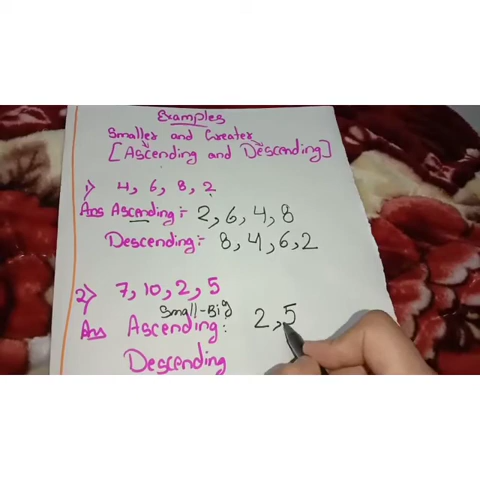 Examples
Smaller and Greater
[Ascending and Descending]
1> 4, 6, 8, 2
Ans Ascending:- 2, 6, 4, 8
Descending:- 8, 4, 6, 2
2> 7, 10, 2, 5
Small-Big
Ans Ascending: 2, 5
Descending